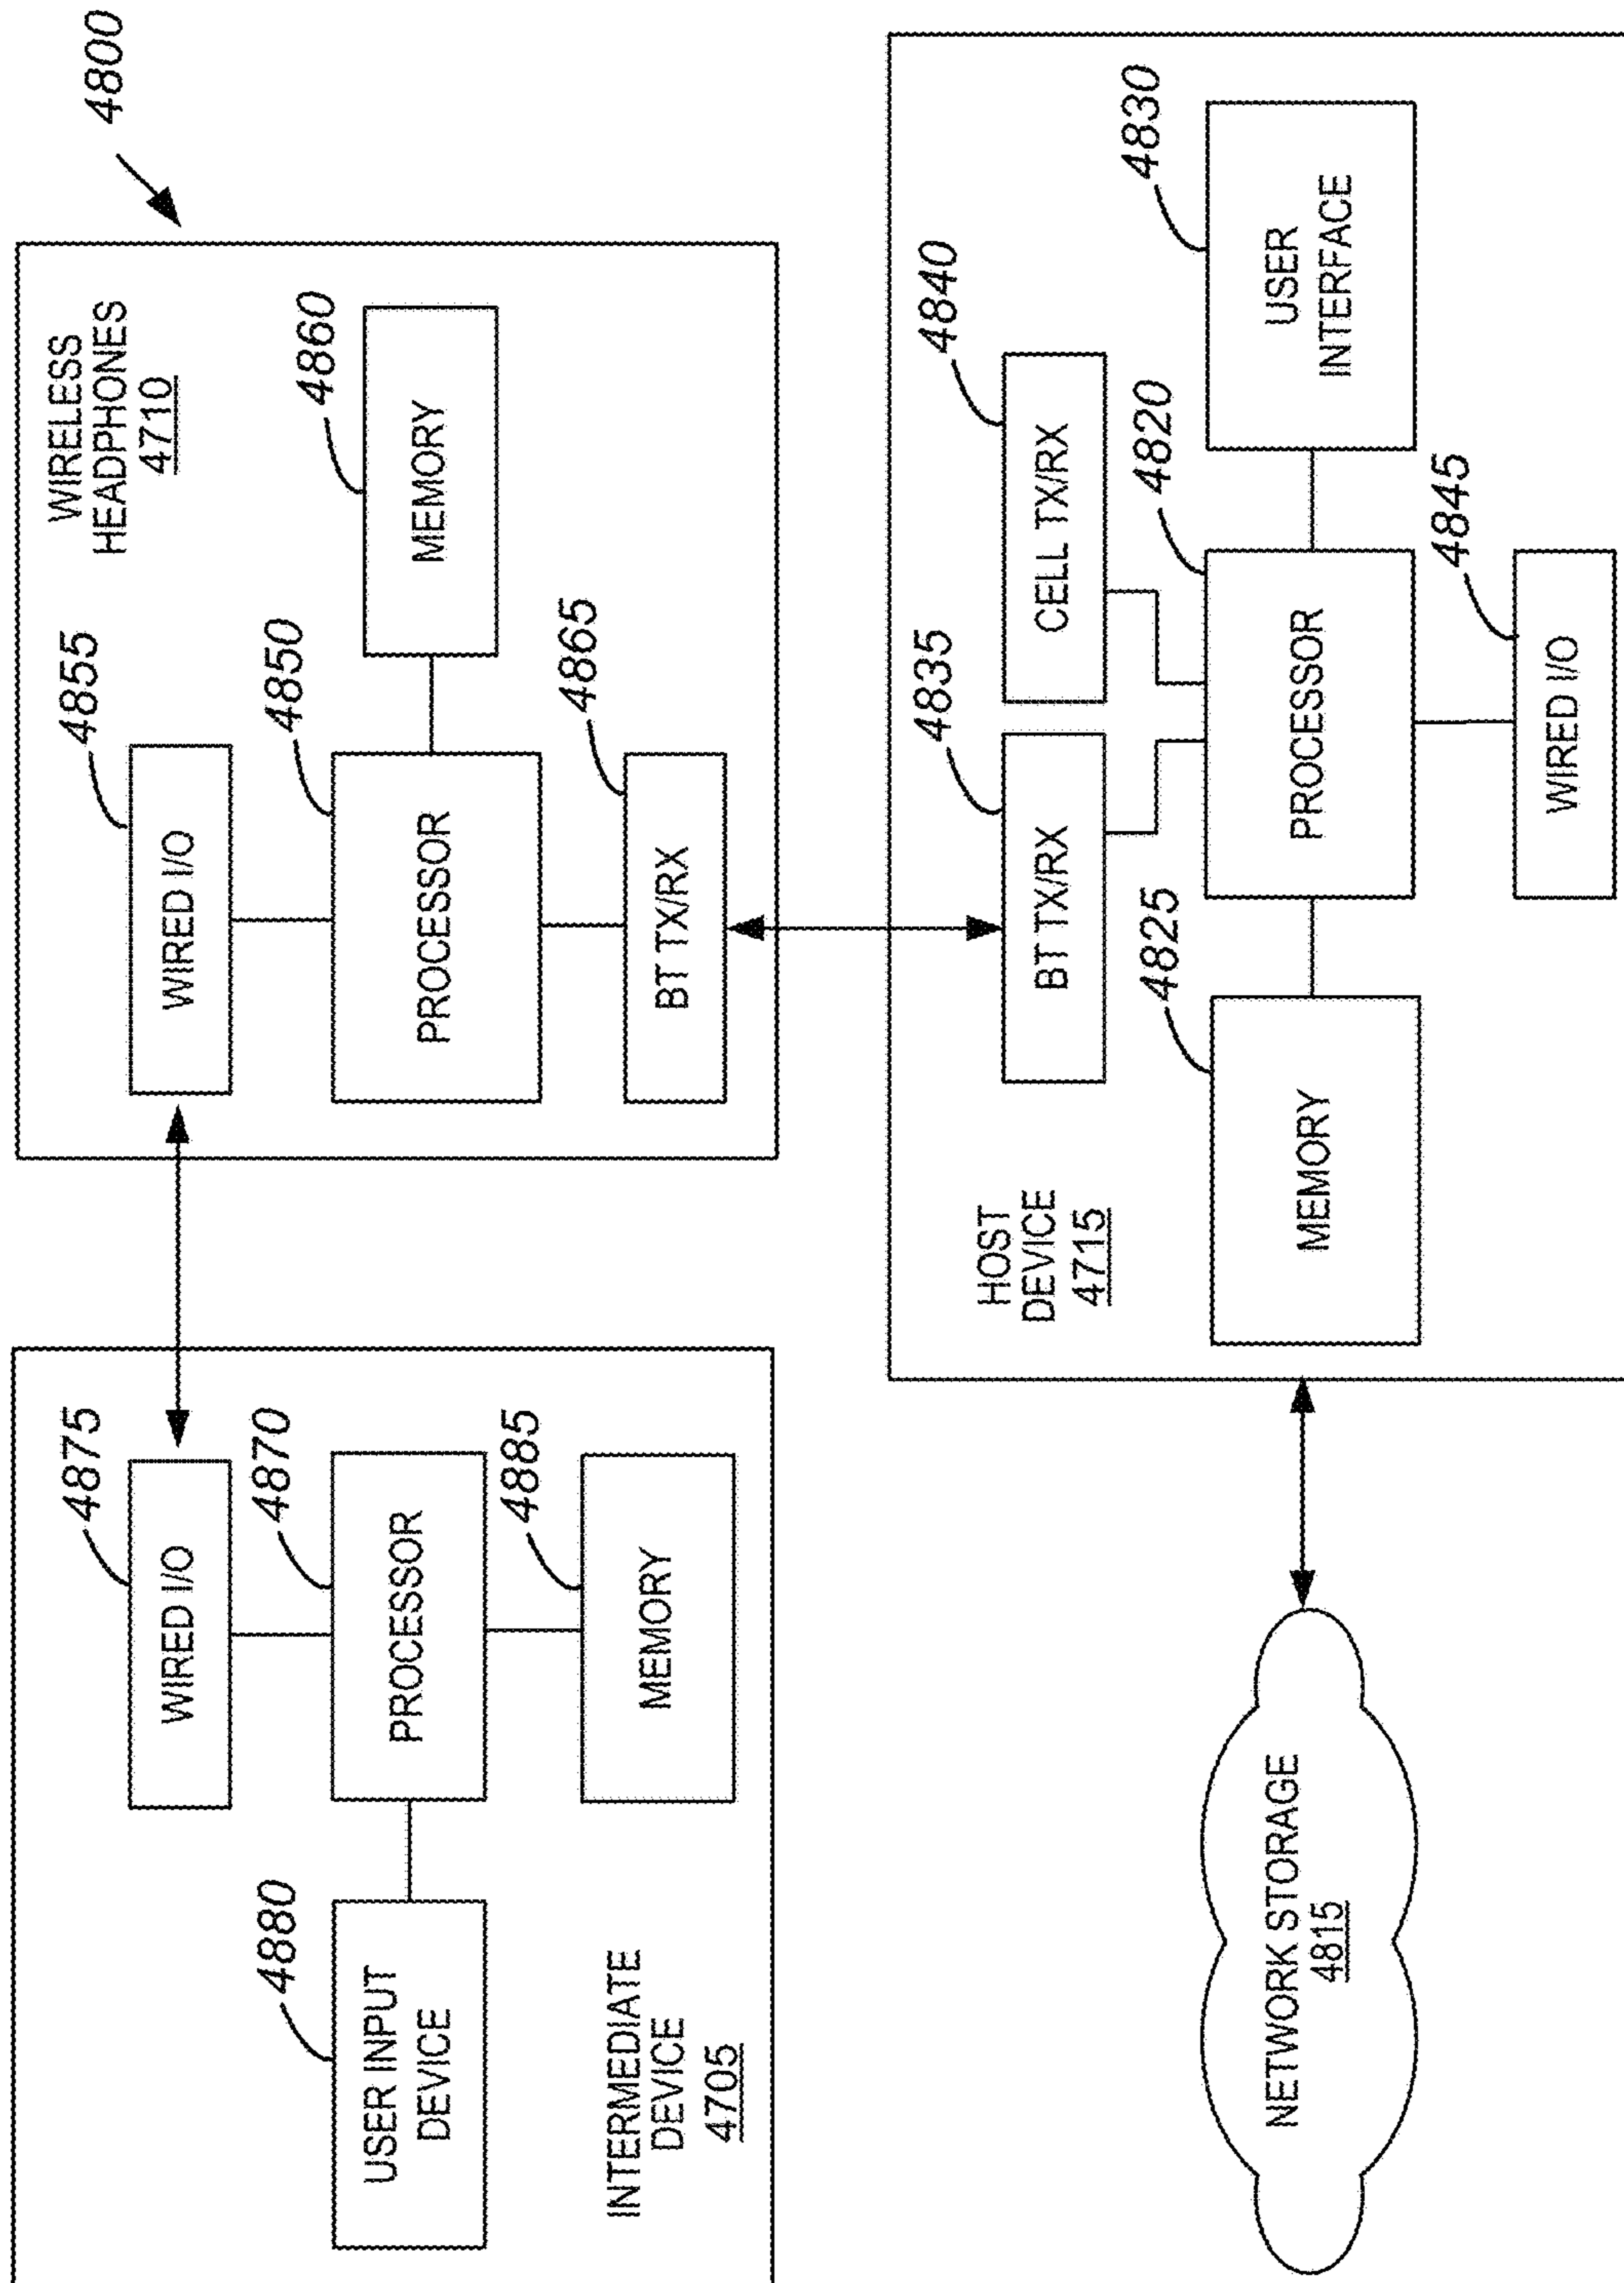 4800
INTERMEDIATE
DEVICE
4705
4875
WIRED I/O
4870
PROCESSOR
4880
USER INPUT
DEVICE
4885
MEMORY
WIRELESS
HEADPHONES
4710
4855
WIRED I/O
4850
PROCESSOR
4860
MEMORY
4865
BT TX/RX
NETWORK STORAGE
4815
HOST
DEVICE
4715
4835
BT TX/RX
4840
CELL TX/RX
4825
MEMORY
4820
PROCESSOR
4830
USER
INTERFACE
4845
WIRED I/O